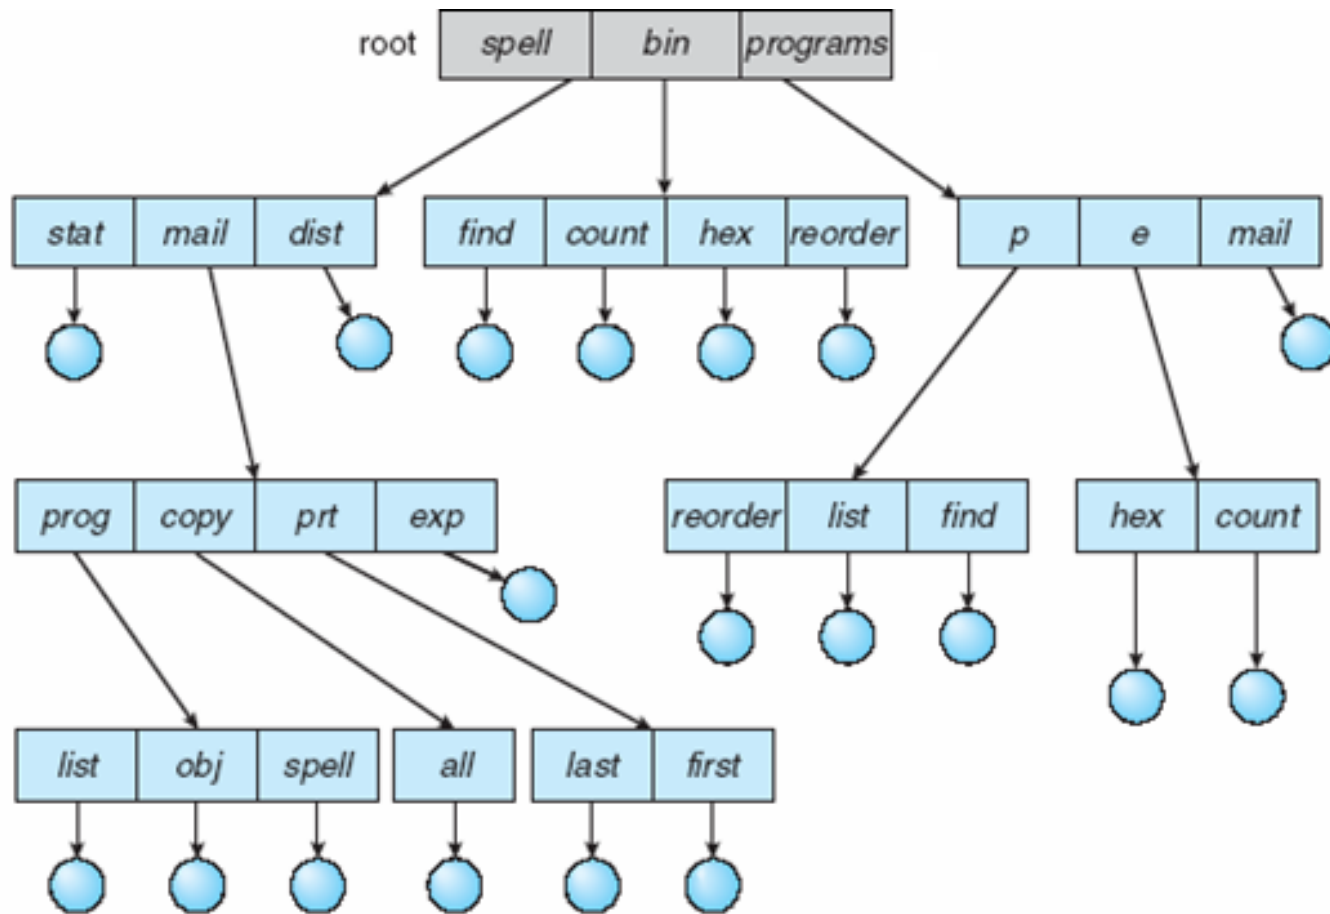 root spell bin programs
stat mail dist find count hex reorder p e mail
prog copy prt exp reorder list find hex count
list obj spell all last first